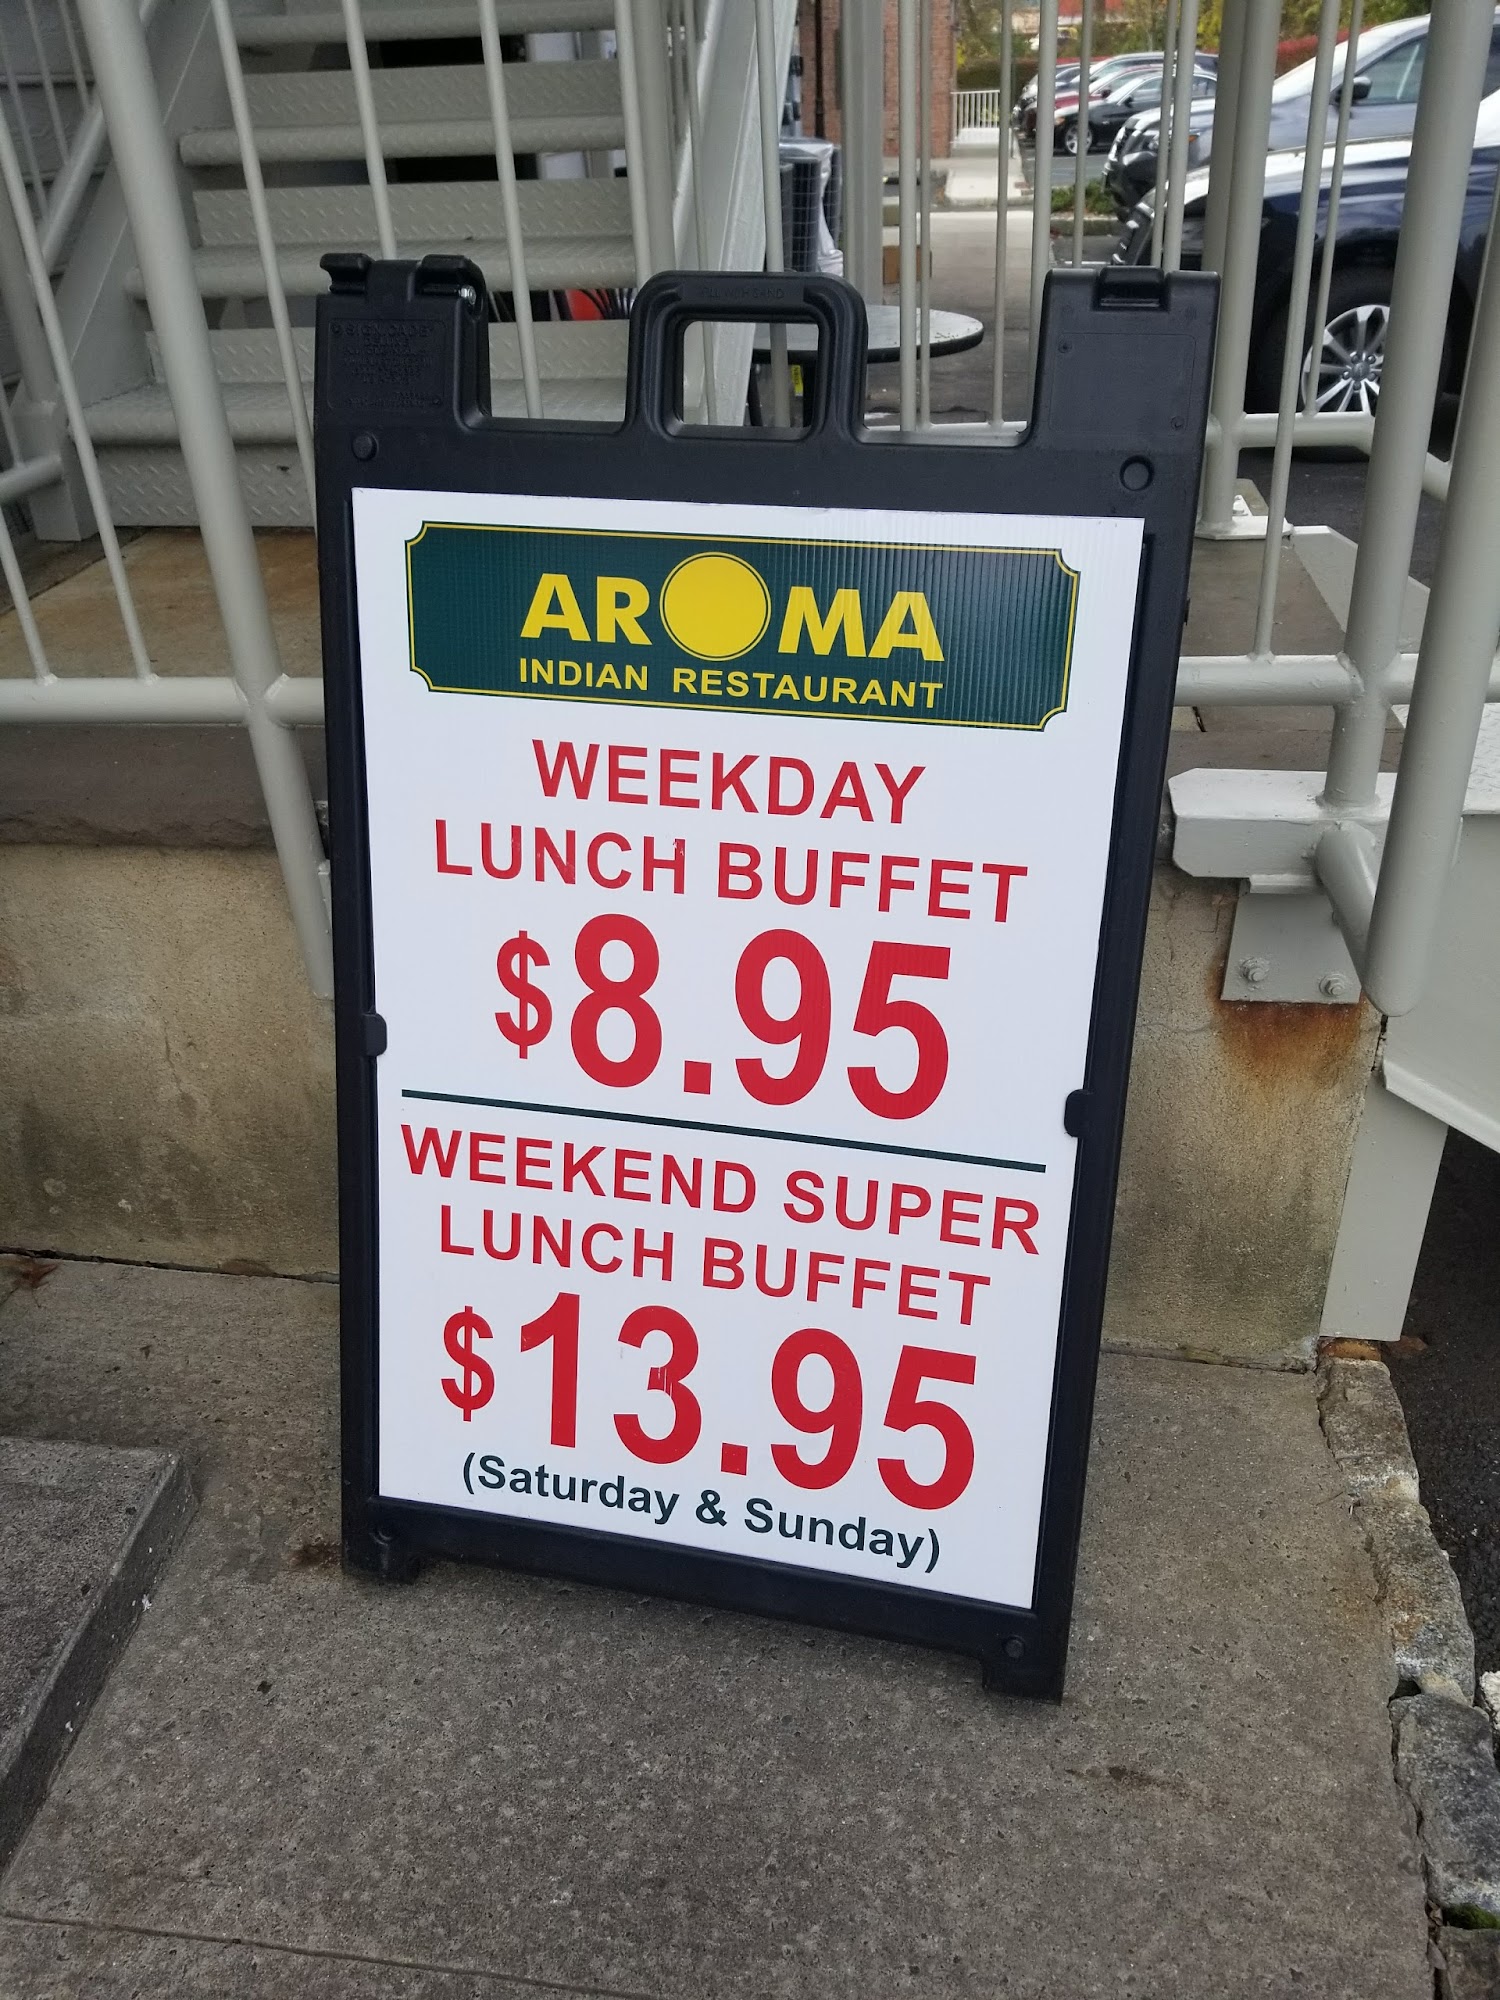 AROMA
INDIAN RESTAURANT
WEEKDAY
LUNCH BUFFET
$8.95
WEEKEND SUPER
LUNCH BUFFET
$13.95
(Saturday & Sunday)